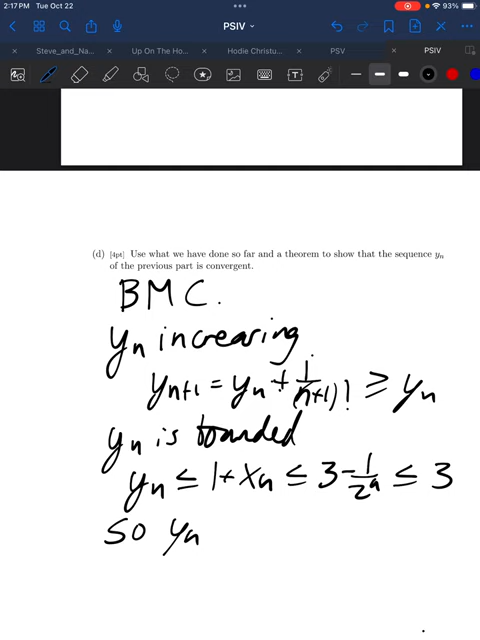 2:17 PM Tue Oct 22
93%
PSIV
Steve_and_Na... Up On The Ho... Hodie Christu... PSV PSIV
(d) [4pt] Use what we have done so far and a theorem to show that the sequence yₙ
of the previous part is convergent.
BMC.
yₙ increasing
yₙ₊₁ = yₙ + 1/(n+1)! ≥ yₙ
yₙ is bounded
yₙ ≤ 1 + xₙ ≤ 3 - 1/2ⁿ ≤ 3
so yₙ